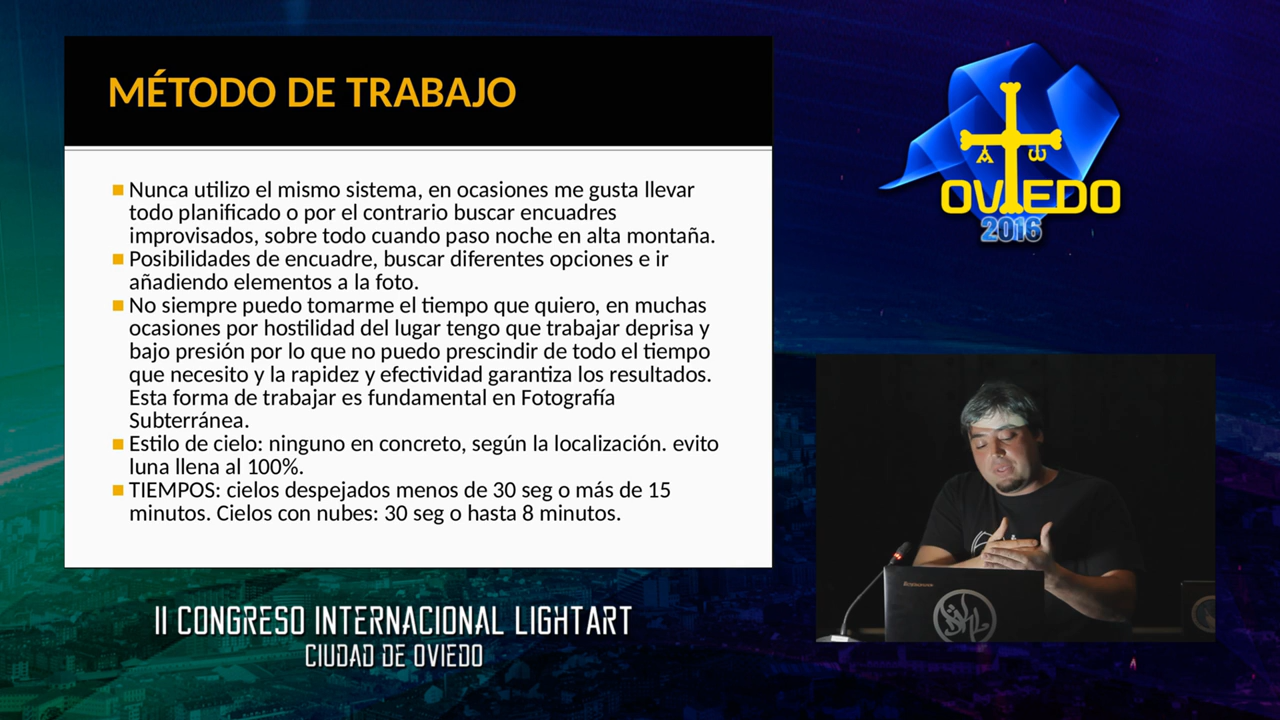 MÉTODO DE TRABAJO
Nunca utilizo el mismo sistema, en ocasiones me gusta llevar
todo planificado o por el contrario buscar encuadres
improvisados, sobre todo cuando paso noche en alta montaña.
Posibilidades de encuadre, buscar diferentes opciones e ir
añadiendo elementos a la foto.
No siempre puedo tomarme el tiempo que quiero, en muchas
ocasiones por hostilidad del lugar tengo que trabajar deprisa y
bajo presión por lo que no puedo prescindir de todo el tiempo
que necesito y la rapidez y efectividad garantiza los resultados.
Esta forma de trabajar es fundamental en Fotografía
Subterránea.
Estilo de cielo: ninguno en concreto, según la localización. evito
luna llena al 100%.
TIEMPOS: cielos despejados menos de 30 seg o más de 15
minutos. Cielos con nubes: 30 seg o hasta 8 minutos.
OVIEDO
2016
II CONGRESO INTERNACIONAL LIGHTART
CIUDAD DE OVIEDO